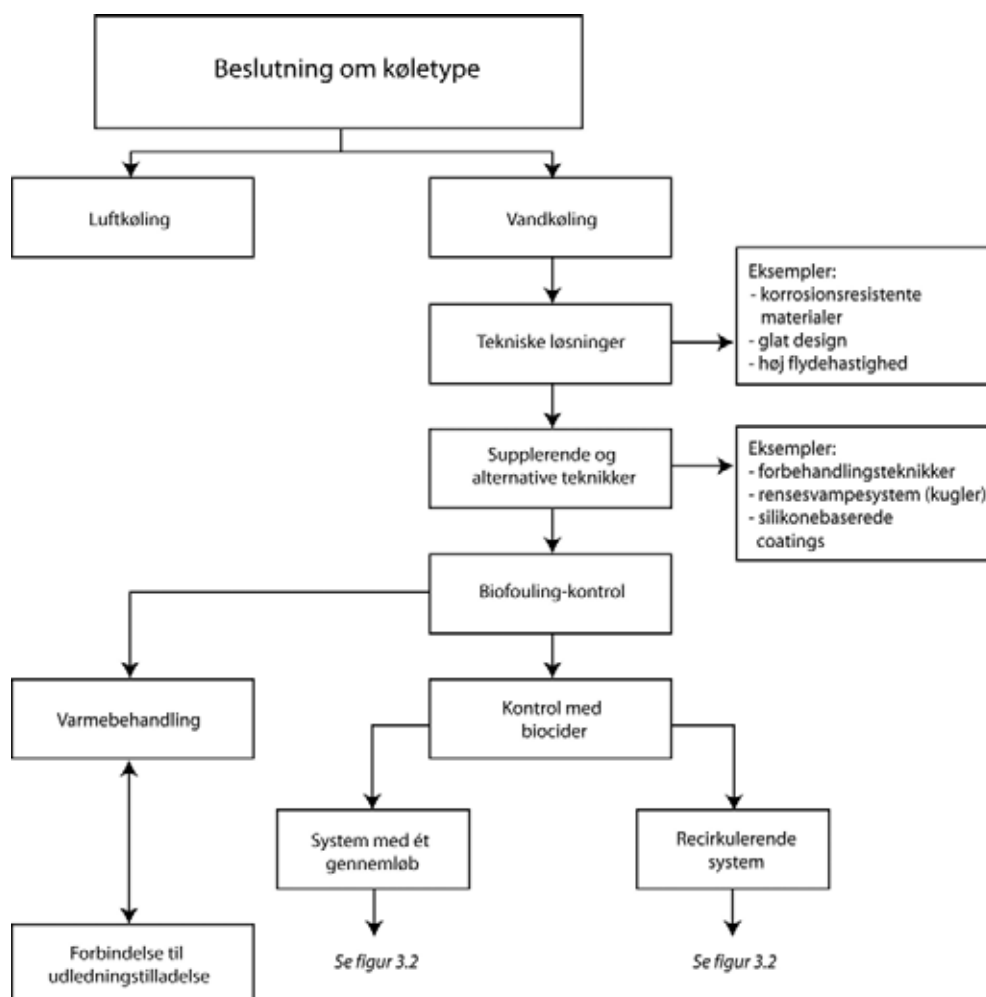 Beslutning om køletype
Luftkøling
Vandkøling
Tekniske løsninger
Eksempler:
- korrosionsresistente
materialer
- glat design
- høj flydehastighed
Supplerende og
alternative teknikker
Eksempler:
- forbehandlingsteknikker
- rensesvampesystem (kugler)
- silikonebaserede
coatings
Biofouling-kontrol
Varmebehandling
Kontrol med
biocider
System med ét
gennemløb
Recirkulerende
system
Forbindelse til
udledningstilladelse
Se figur 3.2
Se figur 3.2